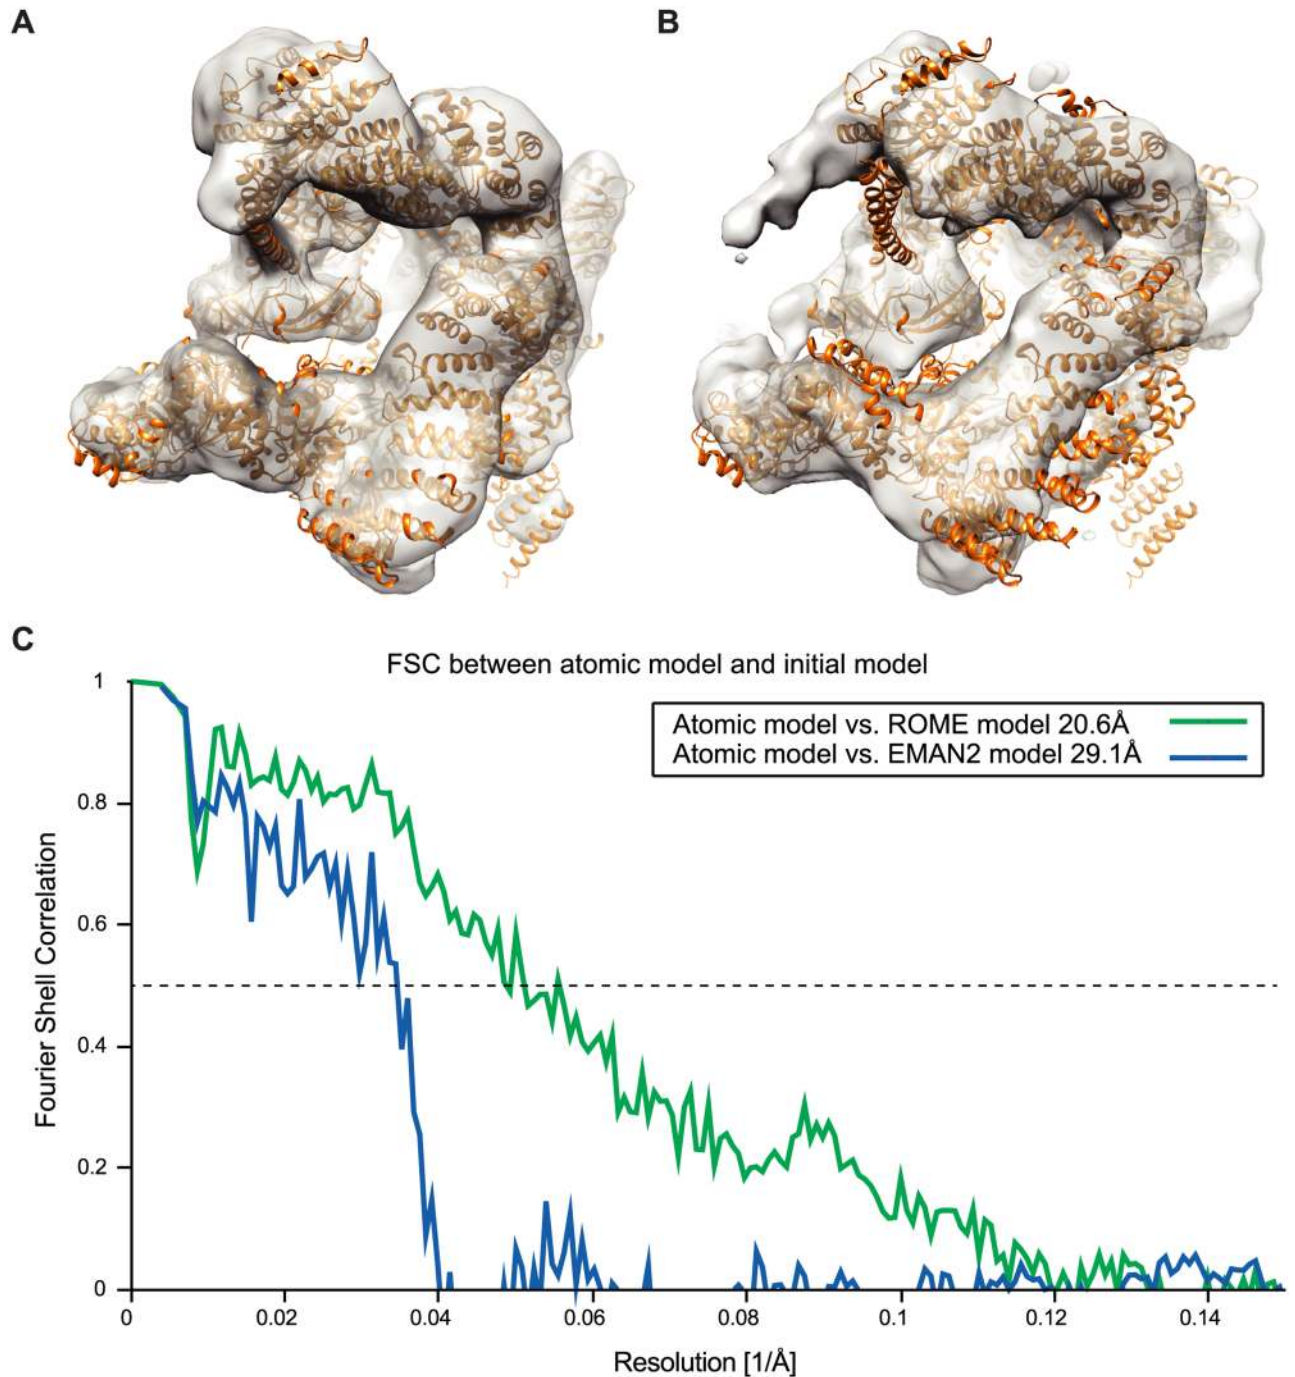 A
B
C
FSC between atomic model and initial model
Atomic model vs. ROME model 20.6Å
Atomic model vs. EMAN2 model 29.1Å
Fourier Shell Correlation
1
0.8
0.6
0.4
0.2
0
0 0.02 0.04 0.06 0.08 0.1 0.12 0.14
Resolution [1/Å]